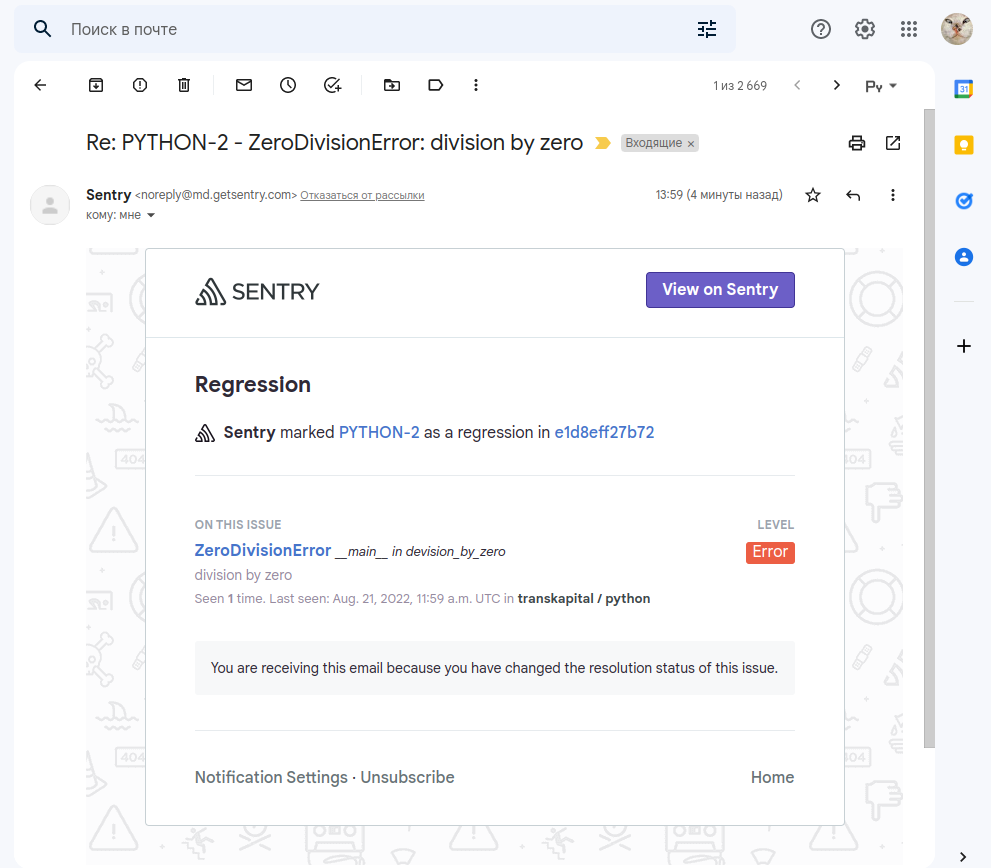 Поиск в почте
1 из 2 669
Ру
31
Re: PYTHON-2 - ZeroDivisionError: division by zero
Входящие ×
Sentry <noreply@md.getsentry.com> Отказаться от рассылки
13:59 (4 минуты назад)
кому: мне
SENTRY
View on Sentry
Regression
Sentry marked PYTHON-2 as a regression in e1d8eff27b72
404
404
ON THIS ISSUE
LEVEL
ZeroDivisionError __main__ in devision_by_zero
Error
division by zero
Seen 1 time. Last seen: Aug. 21, 2022, 11:59 a.m. UTC in transkapital / python
You are receiving this email because you have changed the resolution status of this issue.
404
404
Notification Settings · Unsubscribe
Home